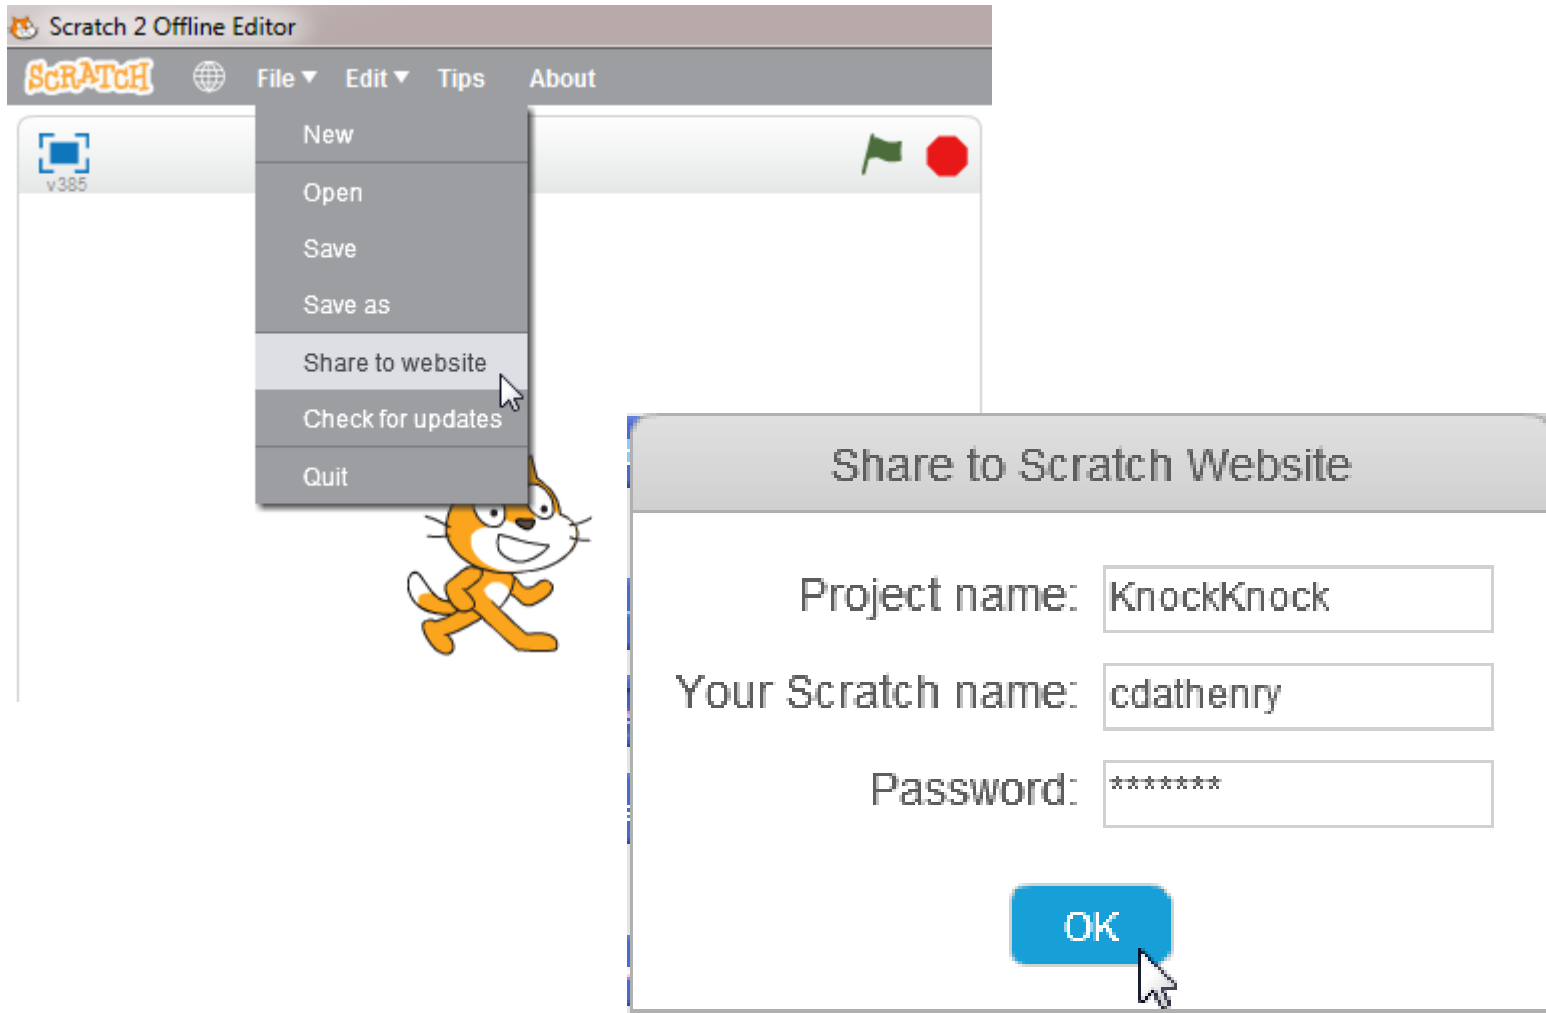 Scratch 2 Offline Editor
SCRATCH File Edit Tips About
v385
New
Open
Save
Save as
Share to website
Check for updates
Quit
Share to Scratch Website
Project name: KnockKnock
Your Scratch name: cdathenry
Password: *******
OK